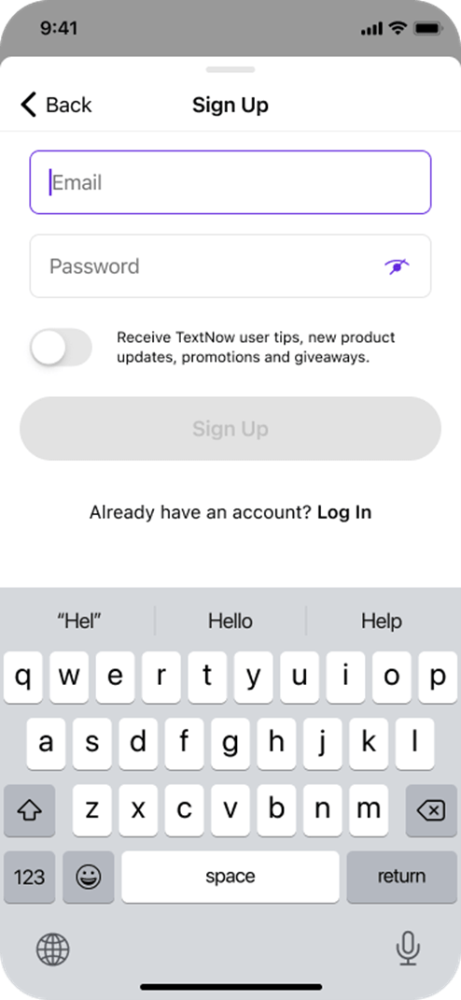 9:41
Back
Sign Up
Email
Password
Receive TextNow user tips, new product
updates, promotions and giveaways.
Sign Up
Already have an account? Log In
“Hel” Hello Help
q w e r t y u i o p
a s d f g h j k l
z x c v b n m
123 space return